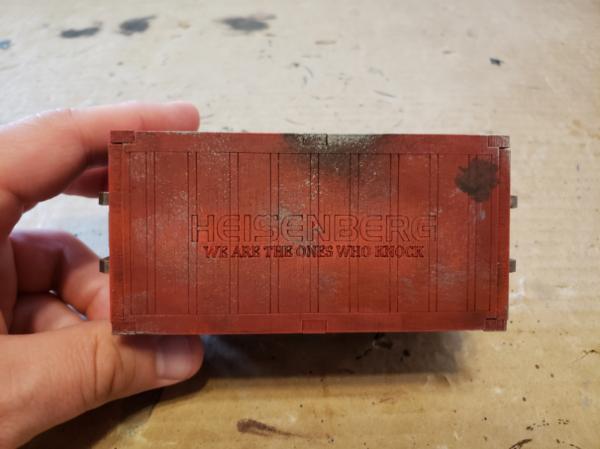 HEISENBERG
WE ARE THE ONES WHO KNOCK